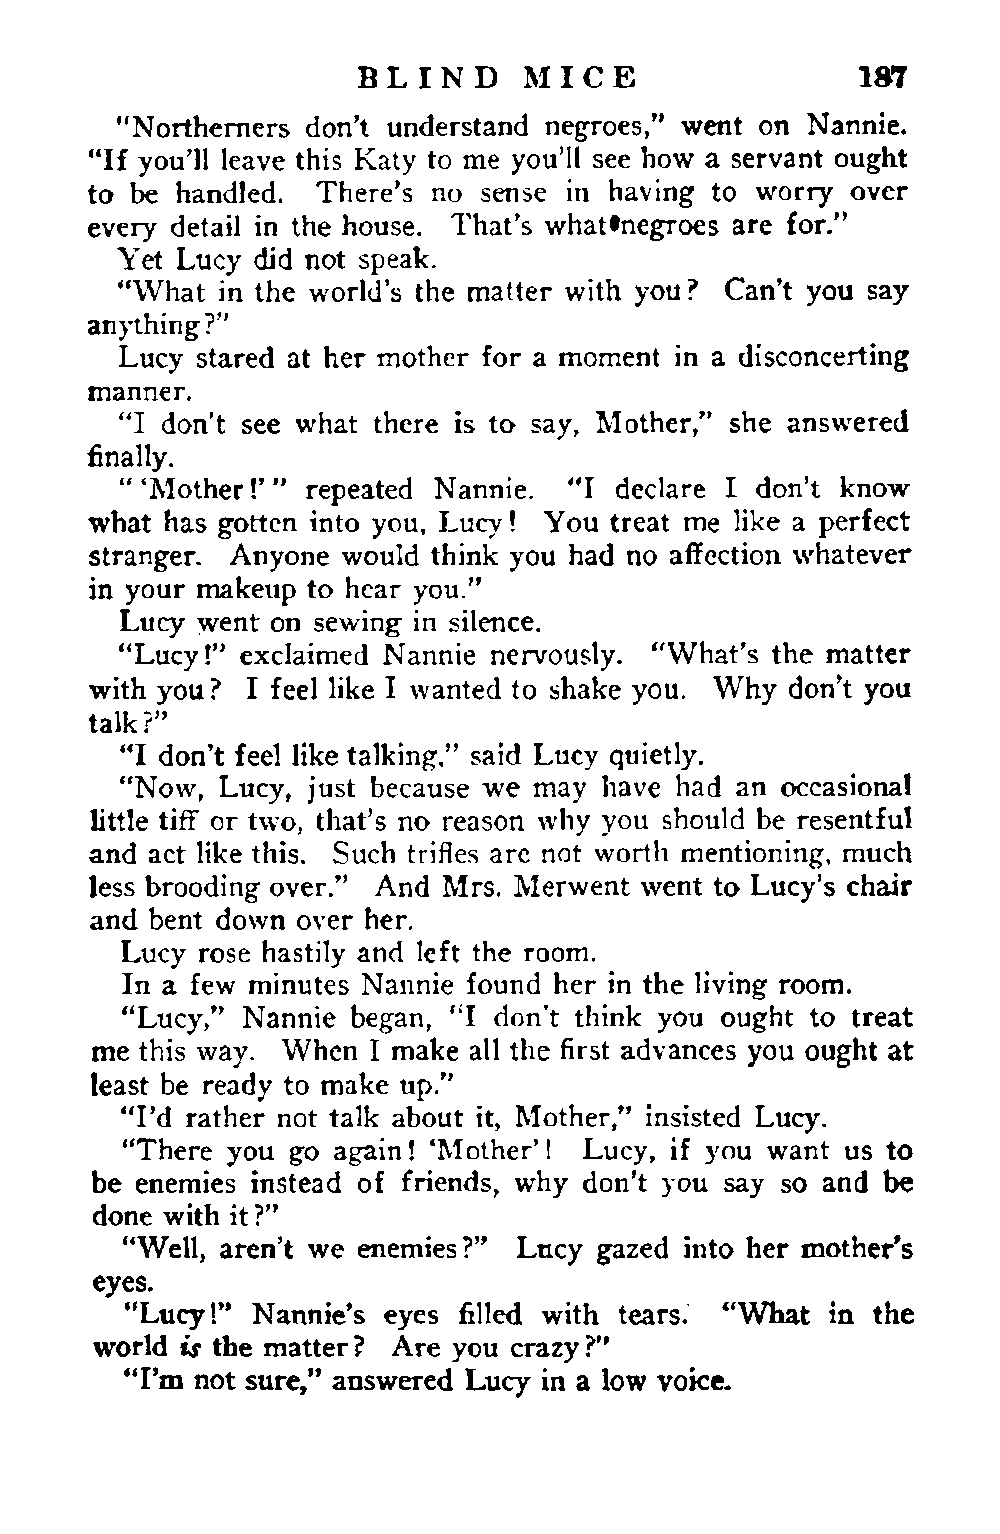 BLIND MICE 187
"Northerners don't understand negroes," went on Nannie.
"If you'll leave this Katy to me you'll see how a servant ought
to be handled. There's no sense in having to worry over
every detail in the house. That's what negroes are for."
Yet Lucy did not speak.
"What in the world's the matter with you? Can't you say
anything?"
Lucy stared at her mother for a moment in a disconcerting
manner.
"I don't see what there is to say, Mother," she answered
finally.
"'Mother!'" repeated Nannie. "I declare I don't know
what has gotten into you, Lucy! You treat me like a perfect
stranger. Anyone would think you had no affection whatever
in your makeup to hear you."
Lucy went on sewing in silence.
"Lucy!" exclaimed Nannie nervously. "What's the matter
with you? I feel like I wanted to shake you. Why don't you
talk?"
"I don't feel like talking," said Lucy quietly.
"Now, Lucy, just because we may have had an occasional
little tiff or two, that's no reason why you should be resentful
and act like this. Such trifles are not worth mentioning, much
less brooding over." And Mrs. Merwent went to Lucy's chair
and bent down over her.
Lucy rose hastily and left the room.
In a few minutes Nannie found her in the living room.
"Lucy," Nannie began, "I don't think you ought to treat
me this way. When I make all the first advances you ought at
least be ready to make up."
"I'd rather not talk about it, Mother," insisted Lucy.
"There you go again! 'Mother'! Lucy, if you want us to
be enemies instead of friends, why don't you say so and be
done with it?"
"Well, aren't we enemies?" Lucy gazed into her mother's
eyes.
"Lucy!" Nannie's eyes filled with tears. "What in the
world is the matter? Are you crazy?"
"I'm not sure," answered Lucy in a low voice.